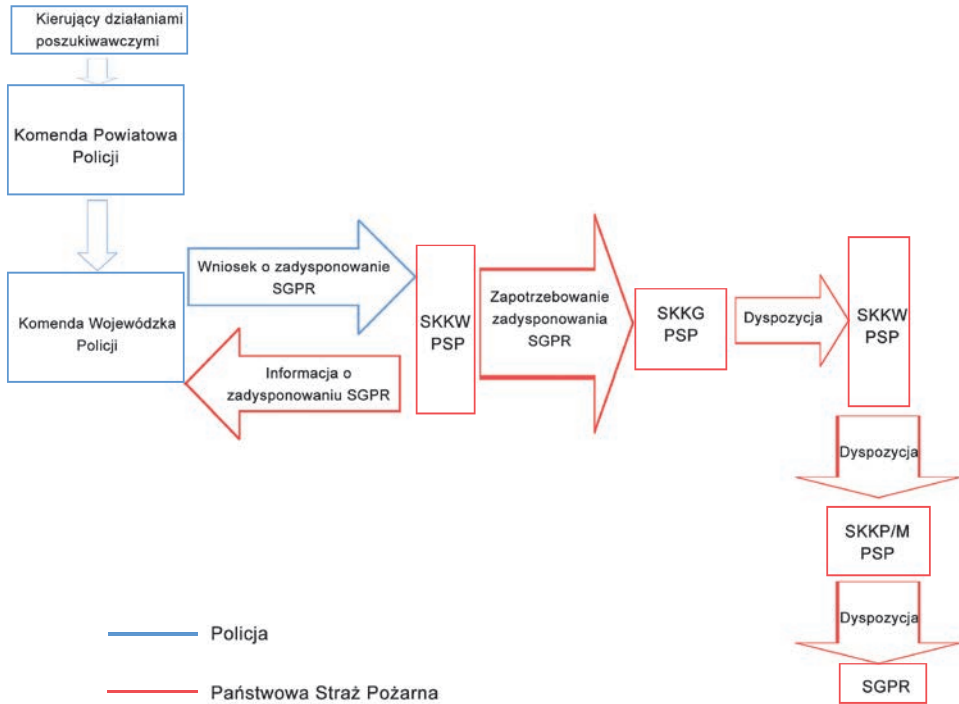 Kierujący działaniami
poszukiwawczymi
Komenda Powiatowa
Policji
Komenda Wojewódzka
Policji
Wniosek o zadysponowanie
SGPR
Informacja o
zadysponowaniu SGPR
SKKW
PSP
Zapotrzebowanie
zadysponowania
SGPR
SKKG
PSP
Dyspozycja
SKKW
PSP
Dyspozycja
SKKP/M
PSP
Dyspozycja
SGPR
Policja
Państwowa Straż Pożarna